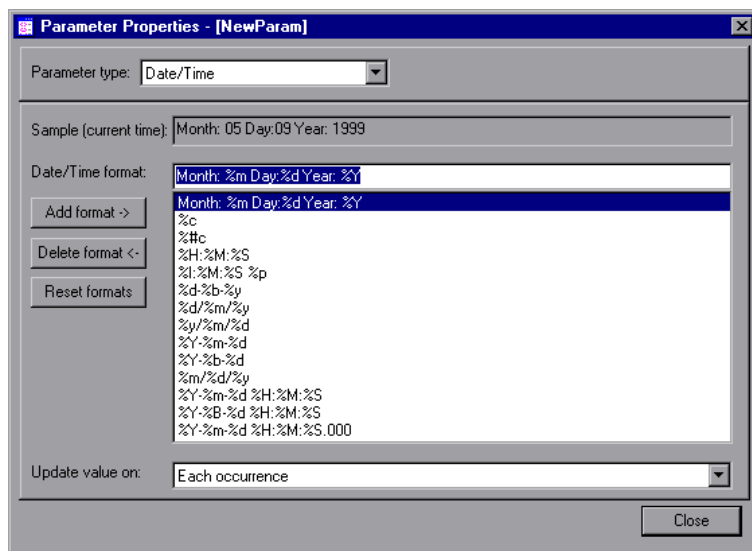 Parameter Properties - [NewParam]
Parameter type: Date/Time
Sample (current time): Month: 05 Day:09 Year: 1999
Date/Time format: Month: %m Day:%d Year: %Y
Add format ->
Delete format <-
Reset formats
Month: %m Day:%d Year: %Y
%c
%#c
%H:%M:%S
%I:%M:%S %p
%d-%b-%y
%d/%m/%y
%y/%m/%d
%Y-%m-%d
%Y-%b-%d
%m/%d/%y
%Y-%m-%d %H:%M:%S
%Y-%B-%d %H:%M:%S
%Y-%m-%d %H:%M:%S.000
Update value on: Each occurrence
Close